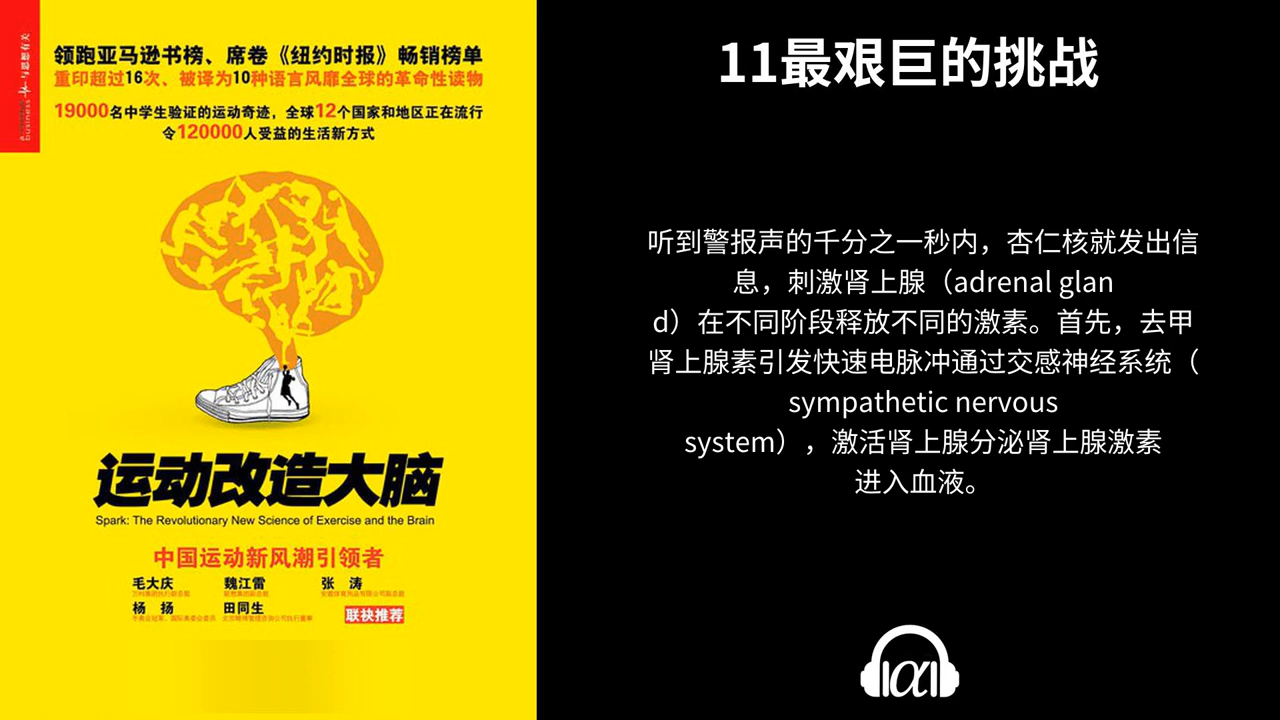 与思想有关
business
领跑亚马逊书榜、席卷《纽约时报》畅销榜单
重印超过16次、被译为10种语言风靡全球的革命性读物
19000名中学生验证的运动奇迹，全球12个国家和地区正在流行
令120000人受益的生活新方式
运动改造大脑
Spark: The Revolutionary New Science of Exercise and the Brain
中国运动新风潮引领者
毛大庆 魏江雷 张 涛
杨 扬 田同生 联袂推荐
11最艰巨的挑战
听到警报声的千分之一秒内，杏仁核就发出信
息，刺激肾上腺（adrenal glan
d）在不同阶段释放不同的激素。首先，去甲
肾上腺素引发快速电脉冲通过交感神经系统（
sympathetic nervous
system），激活肾上腺分泌肾上腺激素
进入血液。